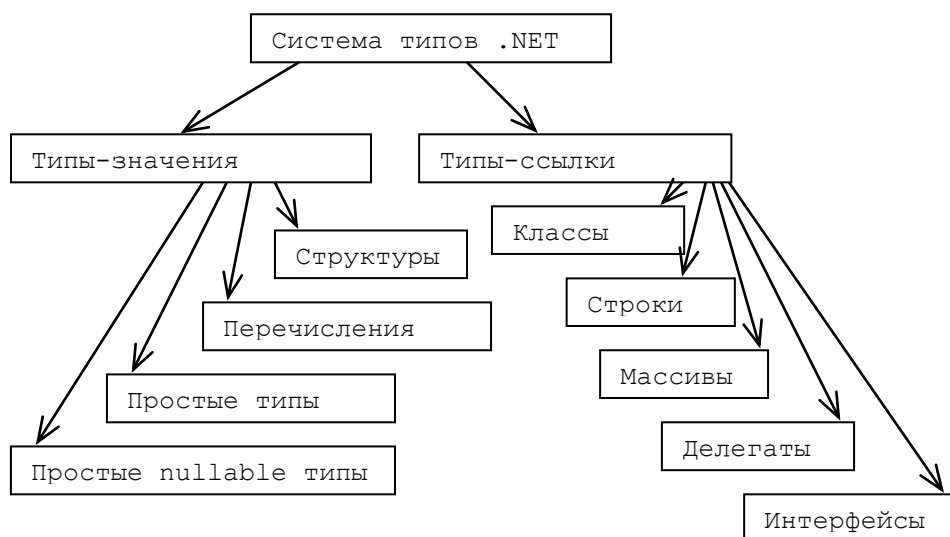 Система типов .NET
Типы-значения
Типы-ссылки
Классы
Структуры
Строки
Перечисления
Массивы
Простые типы
Делегаты
Простые nullable типы
Интерфейсы